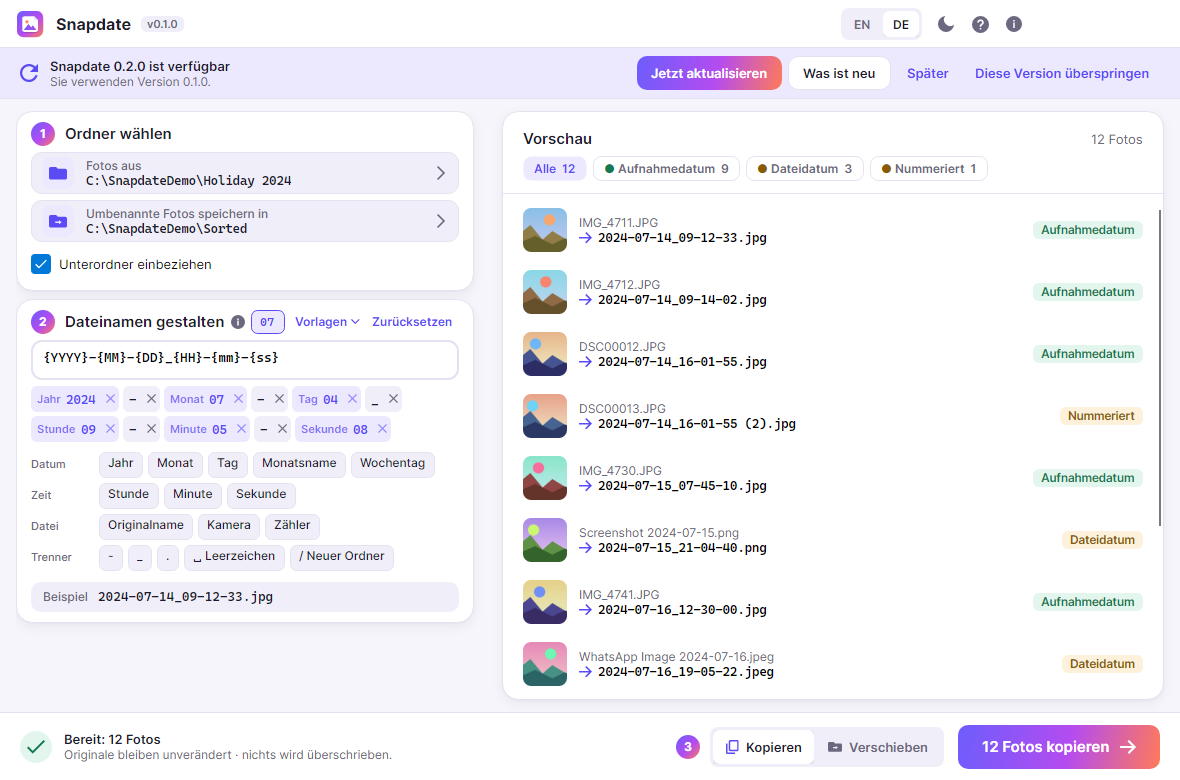 Snapdate v0.1.0 EN DE
Snapdate 0.2.0 ist verfügbar
Sie verwenden Version 0.1.0.
Jetzt aktualisieren Was ist neu Später Diese Version überspringen
1 Ordner wählen
Fotos aus
C:\SnapdateDemo\Holiday 2024
Umbenannte Fotos speichern in
C:\SnapdateDemo\Sorted
Unterordner einbeziehen
2 Dateinamen gestalten 07 Vorlagen Zurücksetzen
{YYYY}-{MM}-{DD}_{HH}-{mm}-{ss}
Jahr 2024 × - × Monat 07 × - × Tag 04 × _ ×
Stunde 09 × - × Minute 05 × - × Sekunde 08 ×
Datum Jahr Monat Tag Monatsname Wochentag
Zeit Stunde Minute Sekunde
Datei Originalname Kamera Zähler
Trenner - _ . ␣ Leerzeichen / Neuer Ordner
Beispiel 2024-07-14_09-12-33.jpg
Vorschau 12 Fotos
Alle 12 Aufnahmedatum 9 Dateidatum 3 Nummeriert 1
IMG_4711.JPG
→ 2024-07-14_09-12-33.jpg Aufnahmedatum
IMG_4712.JPG
→ 2024-07-14_09-14-02.jpg Aufnahmedatum
DSC00012.JPG
→ 2024-07-14_16-01-55.jpg Aufnahmedatum
DSC00013.JPG
→ 2024-07-14_16-01-55 (2).jpg Nummeriert
IMG_4730.JPG
→ 2024-07-15_07-45-10.jpg Aufnahmedatum
Screenshot 2024-07-15.png
→ 2024-07-15_21-04-40.png Dateidatum
IMG_4741.JPG
→ 2024-07-16_12-30-00.jpg Aufnahmedatum
WhatsApp Image 2024-07-16.jpeg
→ 2024-07-16_19-05-22.jpeg Dateidatum
Bereit: 12 Fotos
Originale bleiben unverändert · nichts wird überschrieben.
3 Kopieren Verschieben 12 Fotos kopieren →